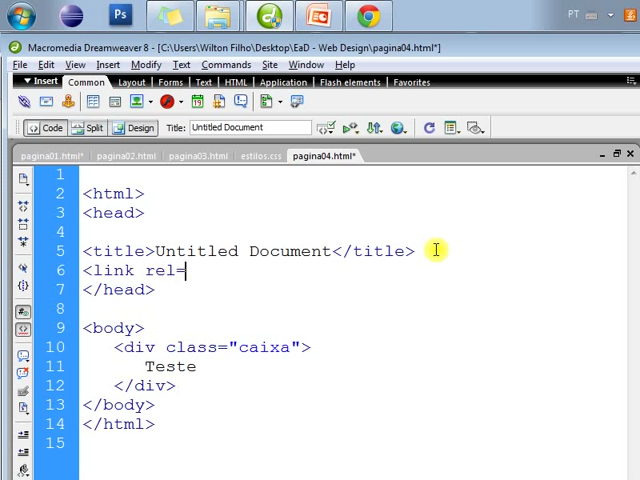 Ps
PT
Macromedia Dreamweaver 8 - [C:\Users\Wilton Filho\Desktop\EaD - Web Design\pagina04.html*]
File Edit View Insert Modify Text Commands Site Window Help
Insert Common Layout Forms Text HTML Application Flash elements Favorites
19
Code Split Design Title: Untitled Document
pagina01.html* pagina02.html pagina03.html estilos.css pagina04.html*
1
2 <html>
3 <head>
4
5 <title>Untitled Document</title>
6 <link rel=
7 </head>
8
9 <body>
10 <div class="caixa">
11 Teste
12 </div>
13 </body>
14 </html>
15